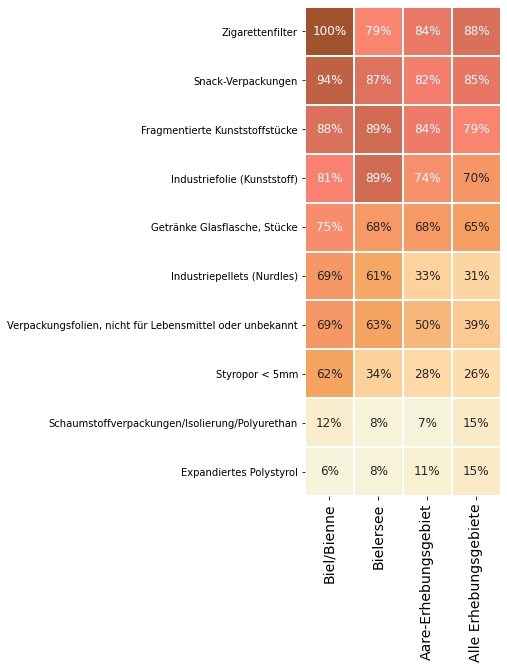 Zigarettenfilter 100% 79% 84% 88%
Snack-Verpackungen 94% 87% 82% 85%
Fragmentierte Kunststoffstücke 88% 89% 84% 79%
Industriefolie (Kunststoff) 81% 89% 74% 70%
Getränke Glasflasche, Stücke 75% 68% 68% 65%
Industriepellets (Nurdles) 69% 61% 33% 31%
Verpackungsfolien, nicht für Lebensmittel oder unbekannt 69% 63% 50% 39%
Styropor < 5mm 62% 34% 28% 26%
Schaumstoffverpackungen/Isolierung/Polyurethan 12% 8% 7% 15%
Expandiertes Polystyrol 6% 8% 11% 15%
Biel/Bienne
Bielersee
Aare-Erhebungsgebiet
Alle Erhebungsgebiete